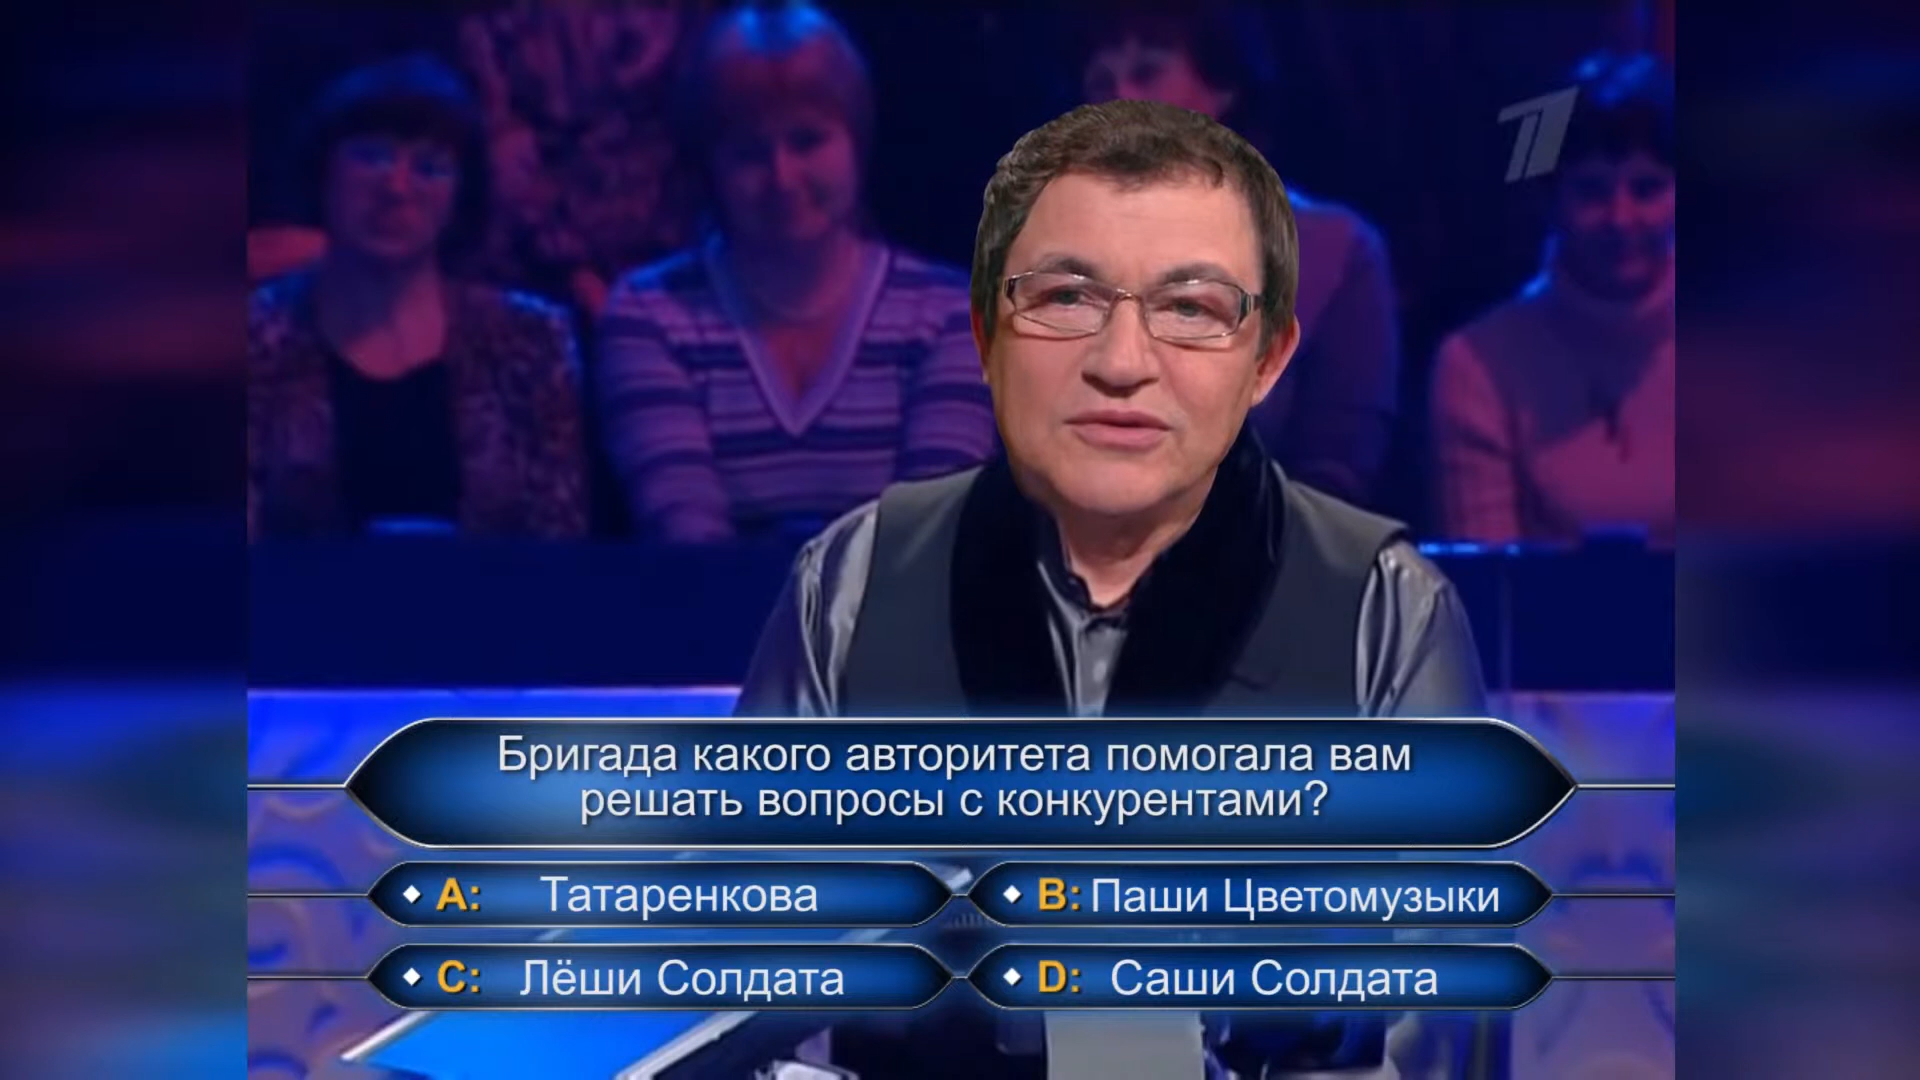 Бригада какого авторитета помогала вам
решать вопросы с конкурентами?
A: Татаренкова
B: Паши Цветомузыки
C: Лёши Солдата
D: Саши Солдата